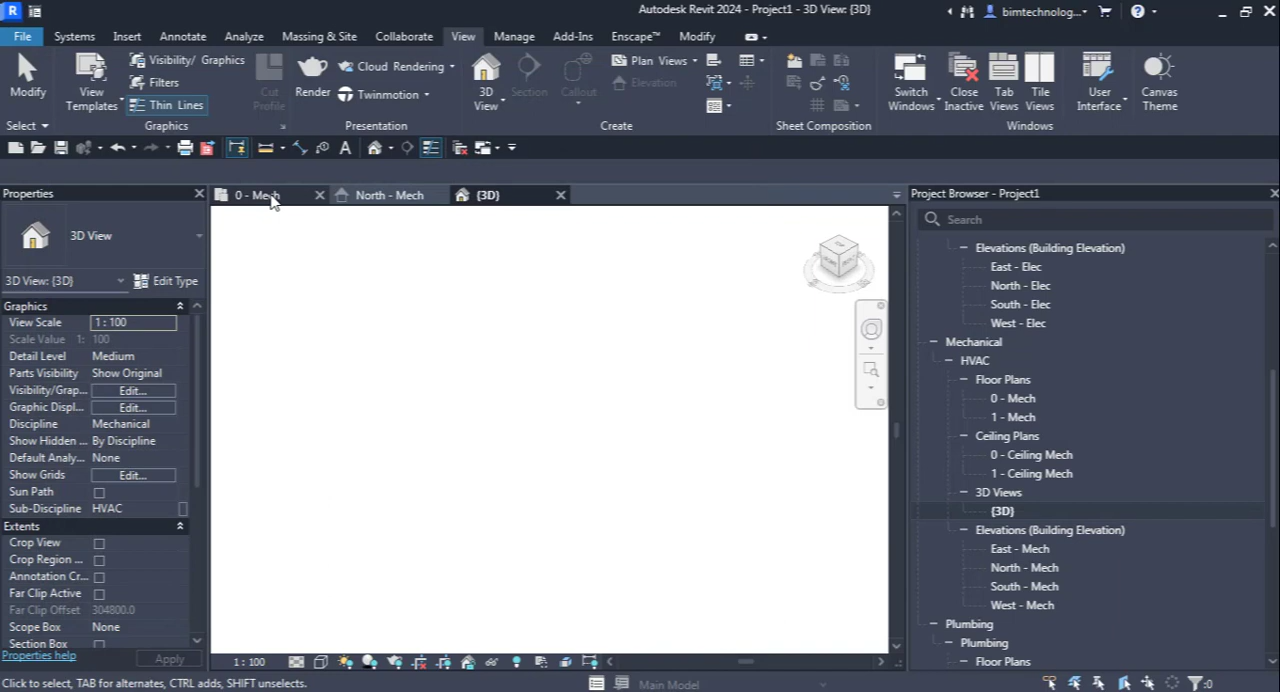 Autodesk Revit 2024 - Project1 - 3D View: {3D}
bimtechnolog...
File Systems Insert Annotate Analyze Massing & Site Collaborate View Manage Add-Ins Enscape™ Modify
Modify
View Templates
Visibility/ Graphics
Filters
Thin Lines
Cut Profile
Render
Cloud Rendering
Twinmotion
3D View
Section
Callout
Plan Views
Elevation
Switch Windows
Close Inactive
Tab Views
Tile Views
User Interface
Canvas Theme
Select Graphics Presentation Create Sheet Composition Windows
Properties
0 - Mech
North - Mech
{3D}
Project Browser - Project1
3D View
3D View: {3D}
Edit Type
Graphics
View Scale 1 : 100
Scale Value 1: 100
Detail Level Medium
Parts Visibility Show Original
Visibility/Grap... Edit...
Graphic Displ... Edit...
Discipline Mechanical
Show Hidden ... By Discipline
Default Analy... None
Show Grids Edit...
Sun Path
Sub-Discipline HVAC
Extents
Crop View
Crop Region ...
Annotation Cr...
Far Clip Active
Far Clip Offset 304800.0
Scope Box None
Section Box
Properties help
Apply
Search
Elevations (Building Elevation)
East - Elec
North - Elec
South - Elec
West - Elec
Mechanical
HVAC
Floor Plans
0 - Mech
1 - Mech
Ceiling Plans
0 - Ceiling Mech
1 - Ceiling Mech
3D Views
{3D}
Elevations (Building Elevation)
East - Mech
North - Mech
South - Mech
West - Mech
Plumbing
Plumbing
Floor Plans
1 : 100
Click to select, TAB for alternates, CTRL adds, SHIFT unselects.
Main Model
:0